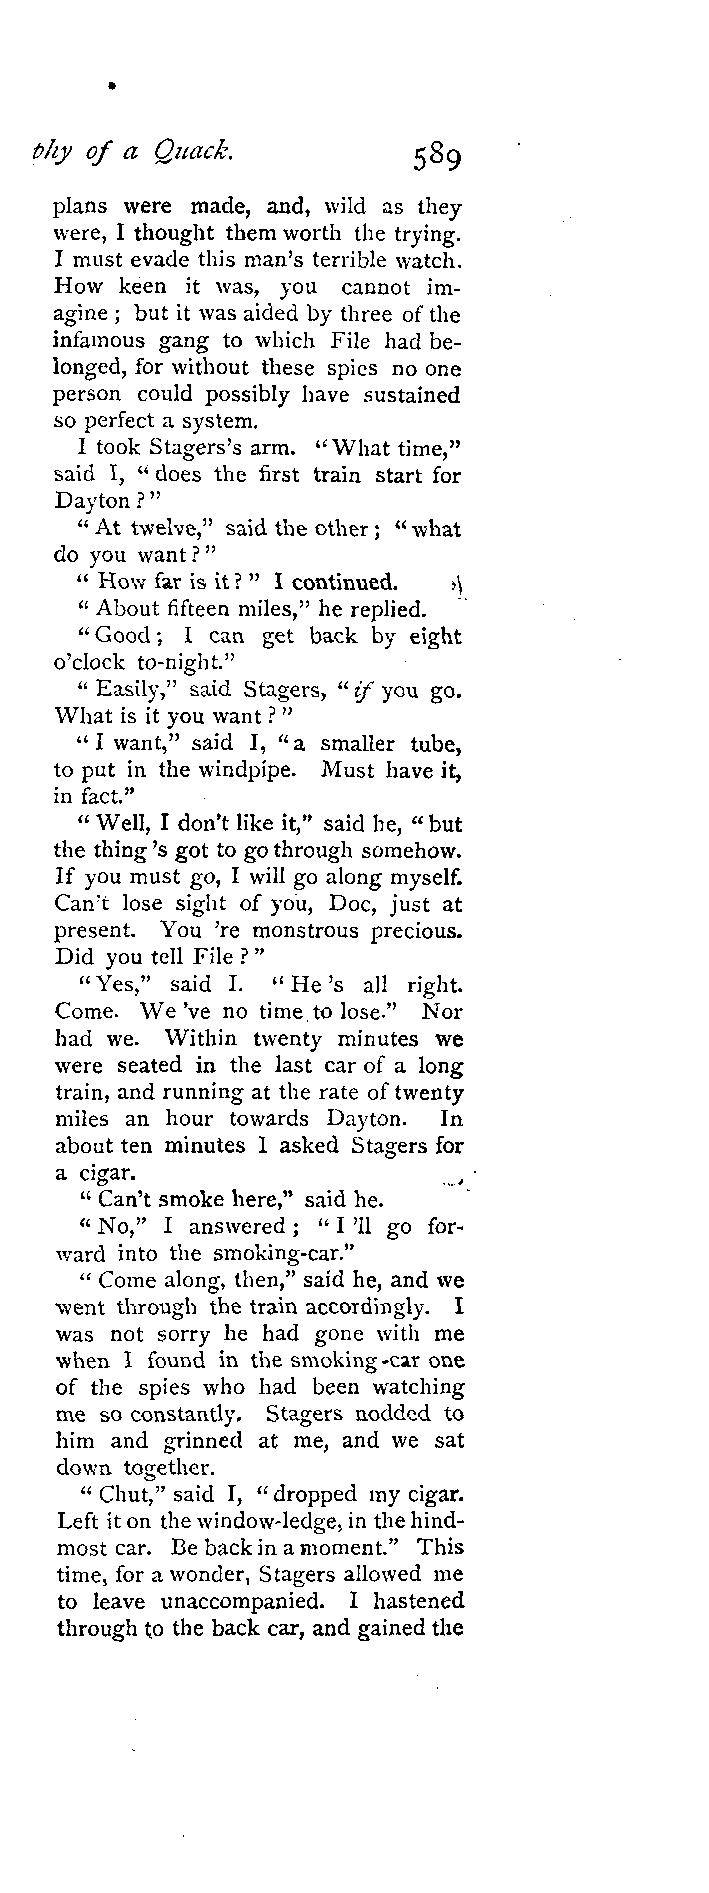 phy of a Quack. 589
plans were made, and, wild as they
were, I thought them worth the trying.
I must evade this man's terrible watch.
How keen it was, you cannot im-
agine; but it was aided by three of the
infamous gang to which File had be-
longed, for without these spies no one
person could possibly have sustained
so perfect a system.
I took Stagers's arm. "What time,"
said I, "does the first train start for
Dayton?"
"At twelve," said the other; "what
do you want?"
"How far is it?" I continued.
"About fifteen miles," he replied.
"Good; I can get back by eight
o'clock to-night."
"Easily," said Stagers, "if you go.
What is it you want?"
"I want," said I, "a smaller tube,
to put in the windpipe. Must have it,
in fact."
"Well, I don't like it," said he, "but
the thing's got to go through somehow.
If you must go, I will go along myself.
Can't lose sight of you, Doc, just at
present. You 're monstrous precious.
Did you tell File?"
"Yes," said I. "He's all right.
Come. We've no time to lose." Nor
had we. Within twenty minutes we
were seated in the last car of a long
train, and running at the rate of twenty
miles an hour towards Dayton. In
about ten minutes I asked Stagers for
a cigar.
"Can't smoke here," said he.
"No," I answered; "I'll go for-
ward into the smoking-car."
"Come along, then," said he, and we
went through the train accordingly. I
was not sorry he had gone with me
when I found in the smoking-car one
of the spies who had been watching
me so constantly. Stagers nodded to
him and grinned at me, and we sat
down together.
"Chut," said I, "dropped my cigar.
Left it on the window-ledge, in the hind-
most car. Be back in a moment." This
time, for a wonder, Stagers allowed me
to leave unaccompanied. I hastened
through to the back car, and gained the